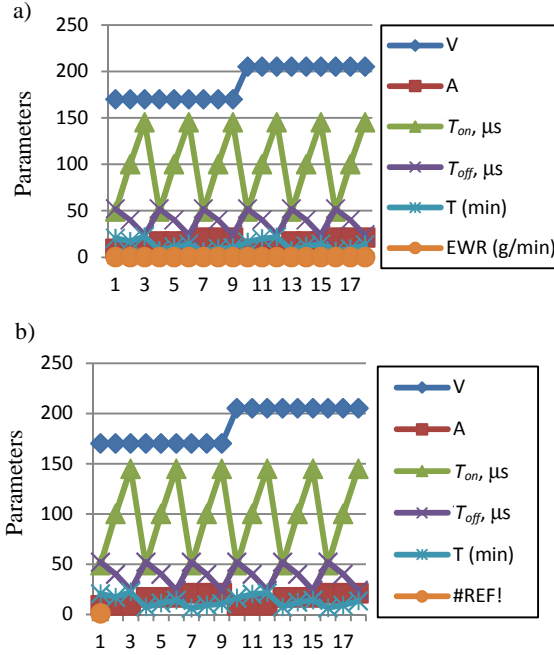 a)
250
200
150
100
50
0
Parameters
1 3 5 7 9 11 13 15 17
V
A
Ton, µs
Toff, µs
T (min)
EWR (g/min)
b)
250
200
150
100
50
0
Parameters
1 3 5 7 9 11 13 15 17
V
A
Ton, µs
Toff, µs
T (min)
#REF!